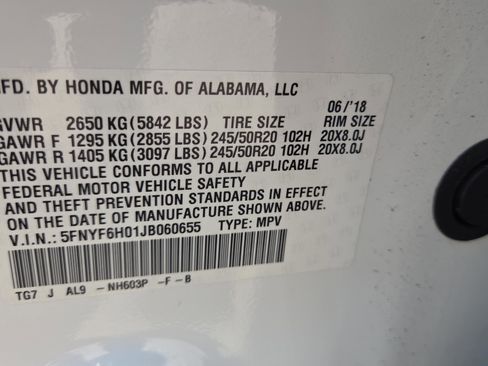 MFD. BY HONDA MFG. OF ALABAMA, LLC
06/'18
GVWR 2650 KG(5842 LBS) TIRE SIZE RIM SIZE
GAWR F 1295 KG(2855 LBS) 245/50R20 102H 20X8.0J
GAWR R 1405 KG(3097 LBS) 245/50R20 102H 20X8.0J
THIS VEHICLE CONFORMS TO ALL APPLICABLE
FEDERAL MOTOR VEHICLE SAFETY
AND THEFT PREVENTION STANDARDS IN EFFECT
ON THE DATE OF MANUFACTURE SHOWN ABOVE.
V.I.N.: 5FNYF6H01JB060655 TYPE: MPV
TG7 J AL9 -NH603P -F -B